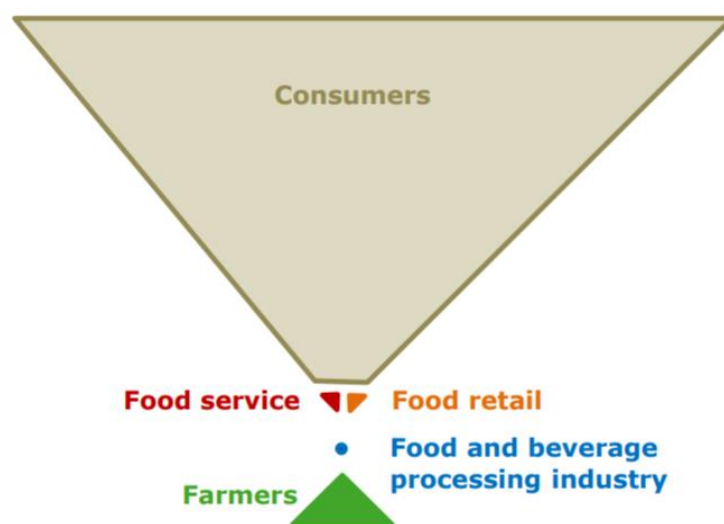 Consumers
Food service
Food retail
Food and beverage
processing industry
Farmers